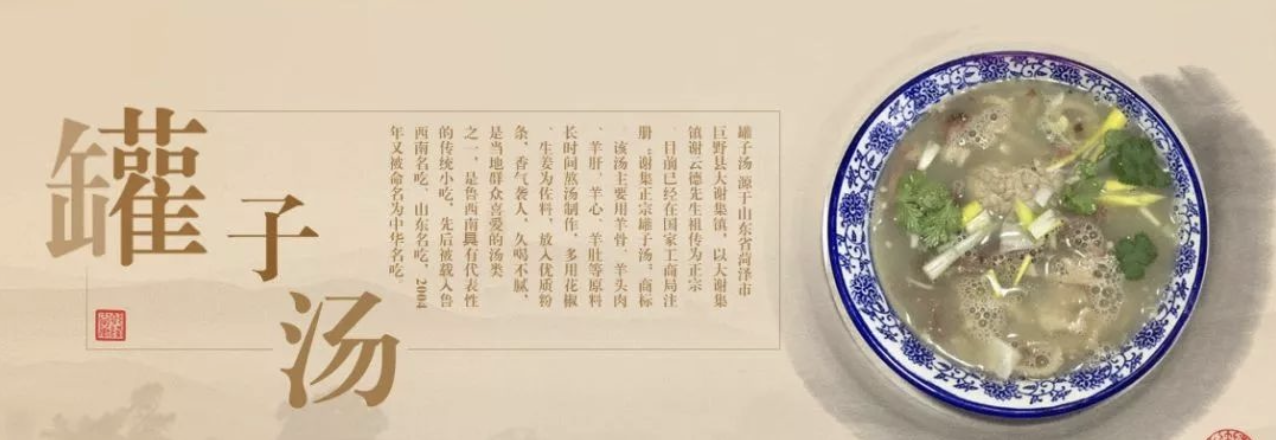 罐子汤
罐子汤 源于山东省菏泽市
巨野县大谢集镇，以大谢集
镇谢云德先生祖传为正宗
，目前已经在国家工商局注
册“谢集正宗罐子汤”商标
。该汤主要用羊骨、羊头肉
、羊肝、羊心、羊肚等原料
长时间熬汤制作，多用花椒
、生姜为佐料，放入优质粉
条，香气袭人，久喝不腻，
是当地群众喜爱的汤类
之一，是鲁西南具有代表性
的传统小吃，先后被载入鲁
西南名吃、山东名吃，2004
年又被命名为中华名吃。